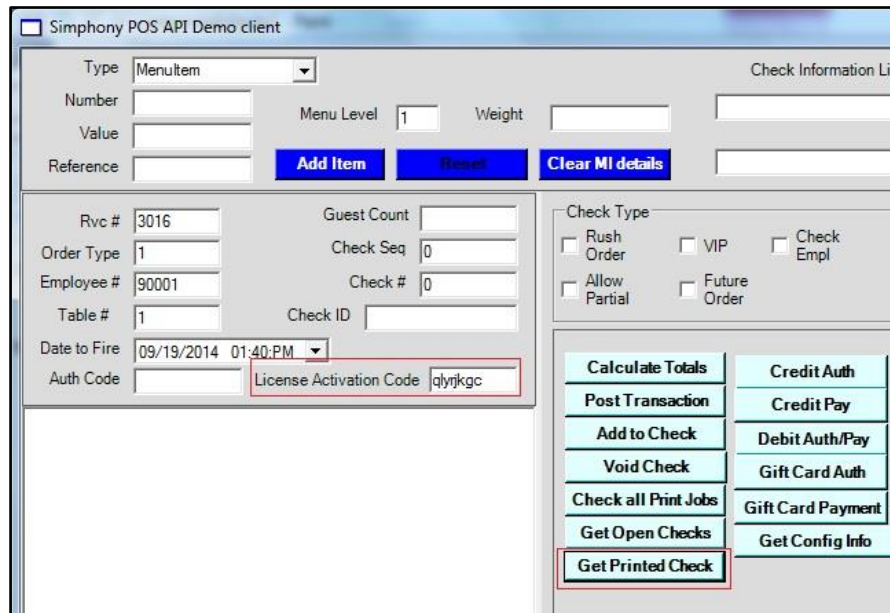 Simphony POS API Demo client
Type MenuItem Check Information Li
Number
Menu Level 1 Weight
Value
Reference Add Item Reset Clear MI details
Rvc # 3016 Guest Count
Order Type 1 Check Seq 0
Employee # 90001 Check # 0
Table # 1 Check ID
Date to Fire 09/19/2014 01:40:PM
Auth Code License Activation Code qlyrjkgc
Check Type
Rush Order VIP Check Empl
Allow Partial Future Order
Calculate Totals Credit Auth
Post Transaction Credit Pay
Add to Check Debit Auth/Pay
Void Check Gift Card Auth
Check all Print Jobs Gift Card Payment
Get Open Checks Get Config Info
Get Printed Check